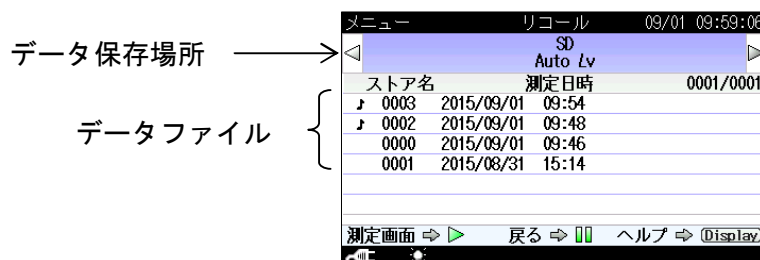 メニュー リコール 09/01 09:59:06
データ保存場所
SD
Auto Lv
ストア名 測定日時 0001/0001
データファイル
♪ 0003 2015/09/01 09:54
♪ 0002 2015/09/01 09:48
0000 2015/09/01 09:46
0001 2015/08/31 15:14
測定画面 ⇨ ▷ 戻る ⇨ ▯▯ ヘルプ ⇨ Display